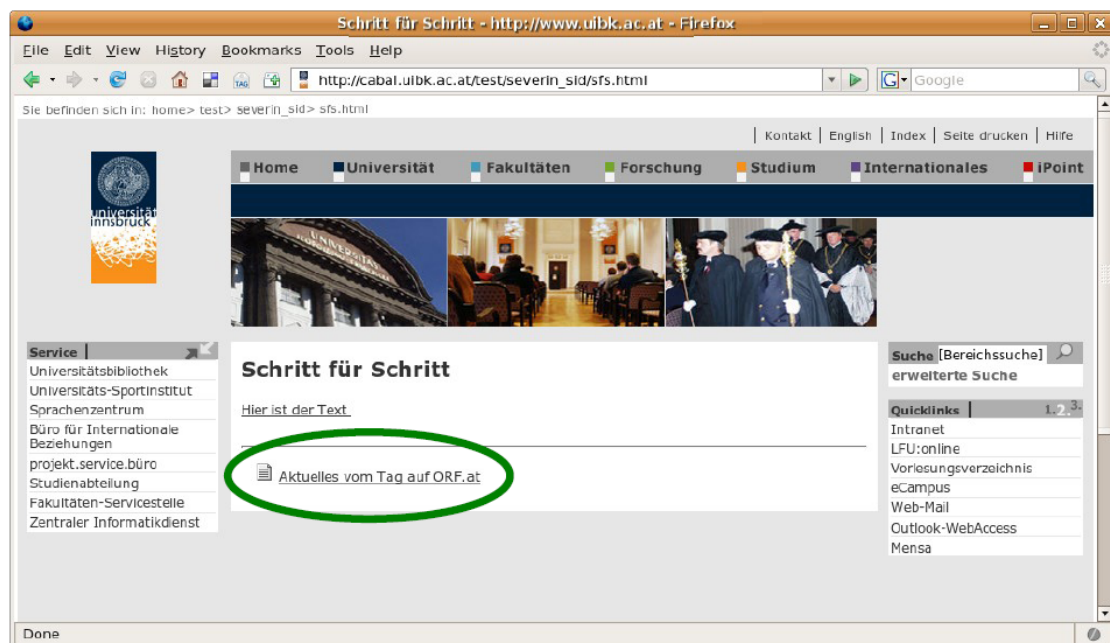 Schritt für Schritt - http://www.uibk.ac.at - Firefox
File Edit View History Bookmarks Tools Help
TAG http://cabal.uibk.ac.at/test/severin_sid/sfs.html G Google
Sie befinden sich in: home> test> severin_sid> sfs.html
Kontakt | English | Index | Seite drucken | Hilfe
Home Universität Fakultäten Forschung Studium Internationales iPoint
universität
innsbruck
UNIVERSITÄT
Service
Universitätsbibliothek
Universitäts-Sportinstitut
Sprachenzentrum
Büro für Internationale
Beziehungen
projekt.service.büro
Studienabteilung
Fakultäten-Servicestelle
Zentraler Informatikdienst
Schritt für Schritt
Hier ist der Text
Aktuelles vom Tag auf ORF.at
Suche [Bereichssuche]
erweiterte Suche
Quicklinks 1.2.3.
Intranet
LFU:online
Vorlesungsverzeichnis
eCampus
Web-Mail
Outlook-WebAccess
Mensa
Done